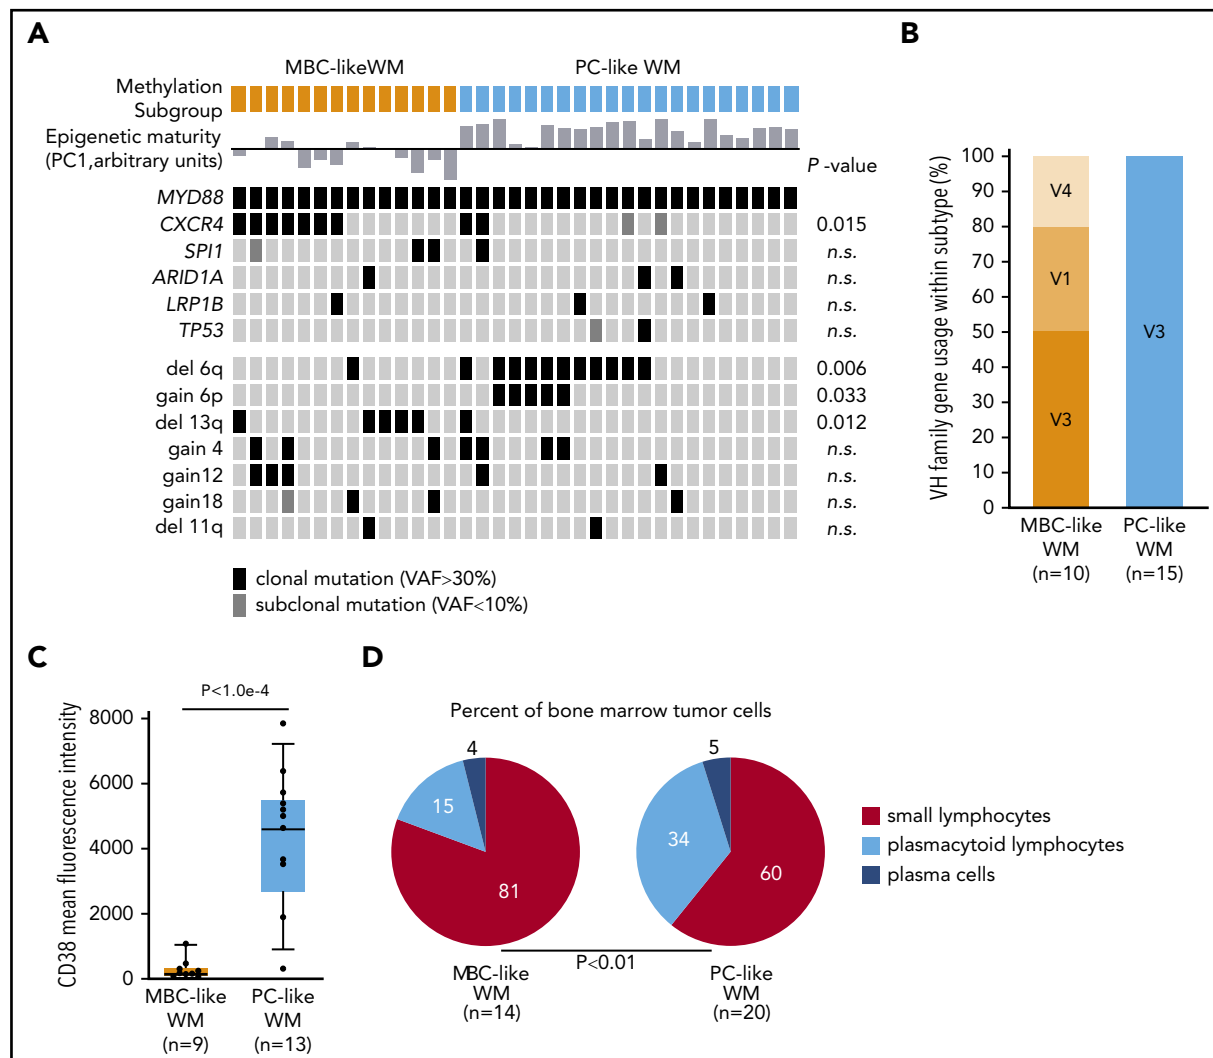 A
MBC-likeWM
PC-like WM
Methylation
Subgroup
Epigenetic maturity
(PC1,arbitrary units)
P -value
MYD88
CXCR4 0.015
SPI1 n.s.
ARID1A n.s.
LRP1B n.s.
TP53 n.s.
del 6q 0.006
gain 6p 0.033
del 13q 0.012
gain 4 n.s.
gain12 n.s.
gain18 n.s.
del 11q n.s.
clonal mutation (VAF>30%)
subclonal mutation (VAF<10%)
B
VH family gene usage within subtype (%)
100
90
80
70
60
50
40
30
20
10
0
V4
V1
V3
V3
MBC-like
WM
(n=10)
PC-like
WM
(n=15)
C
P<1.0e-4
CD38 mean fluorescence intensity
8000
6000
4000
2000
0
MBC-like
WM
(n=9)
PC-like
WM
(n=13)
D
Percent of bone marrow tumor cells
4
15
81
5
34
60
small lymphocytes
plasmacytoid lymphocytes
plasma cells
P<0.01
MBC-like
WM
(n=14)
PC-like
WM
(n=20)